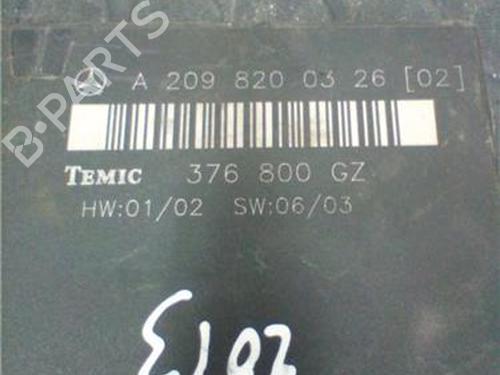 A 209 820 03 26 [02]
TEMIC 376 800 GZ
HW:01/02 SW:06/03
B-PARTS